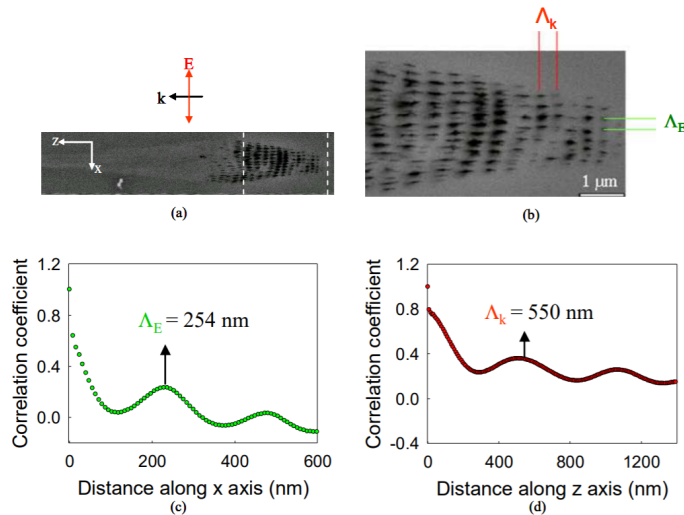 E
k
z
x
(a)
Λk
ΛE
1 μm
(b)
1.2
0.8
0.4
0.0
Correlation coefficient
ΛE = 254 nm
0 200 400 600
Distance along x axis (nm)
(c)
1.2
0.8
0.4
0.0
-0.4
Correlation coefficient
Λk = 550 nm
0 400 800 1200
Distance along z axis (nm)
(d)